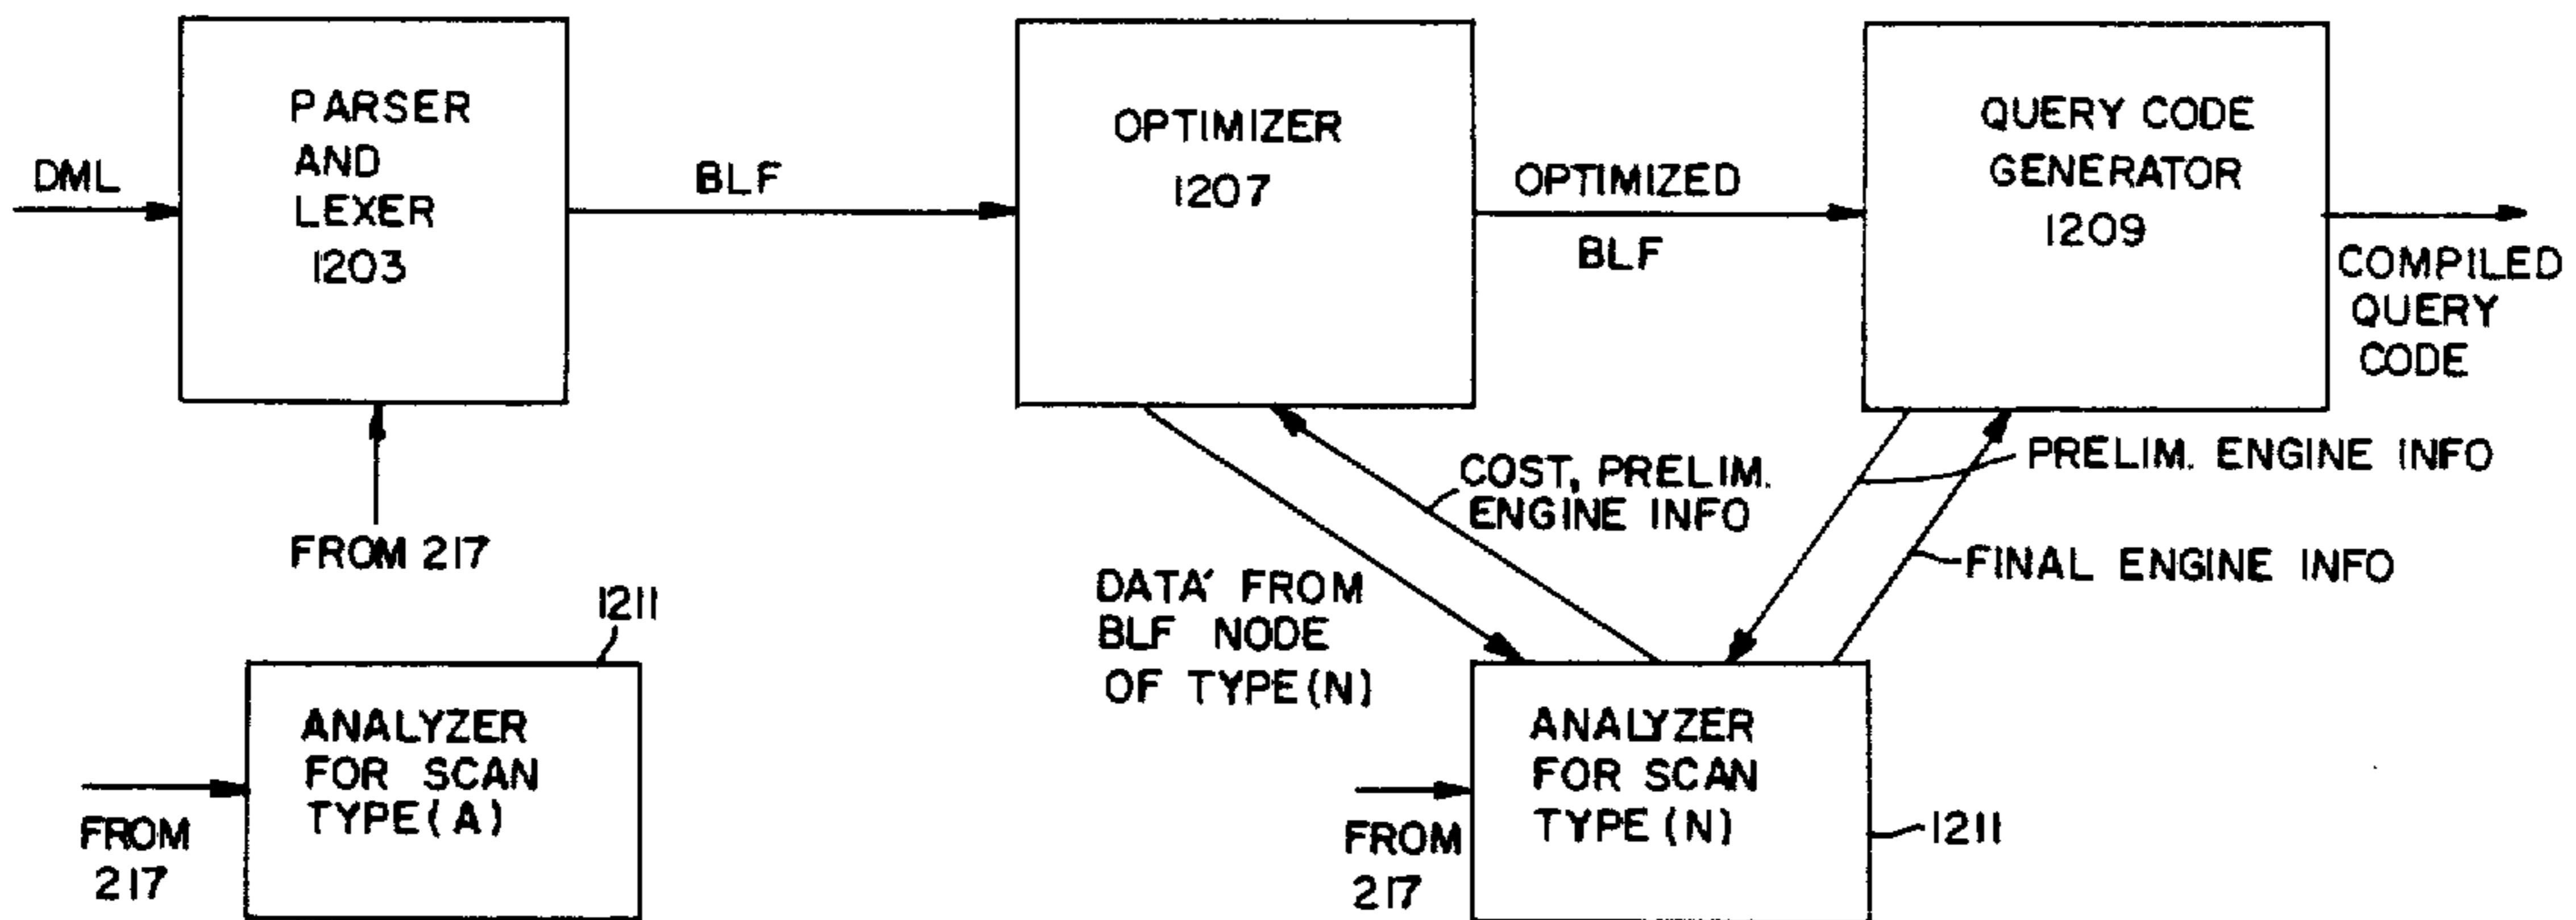 PARSER
AND
LEXER
1203
OPTIMIZER
1207
QUERY CODE
GENERATOR
1209
DML
BLF
OPTIMIZED
BLF
COMPILED
QUERY
CODE
FROM 217
COST, PRELIM.
ENGINE INFO
PRELIM. ENGINE INFO
FINAL ENGINE INFO
DATA FROM
BLF NODE
OF TYPE(N)
1211
ANALYZER
FOR SCAN
TYPE(A)
FROM
217
ANALYZER
FOR SCAN
TYPE(N)
FROM
217
1211